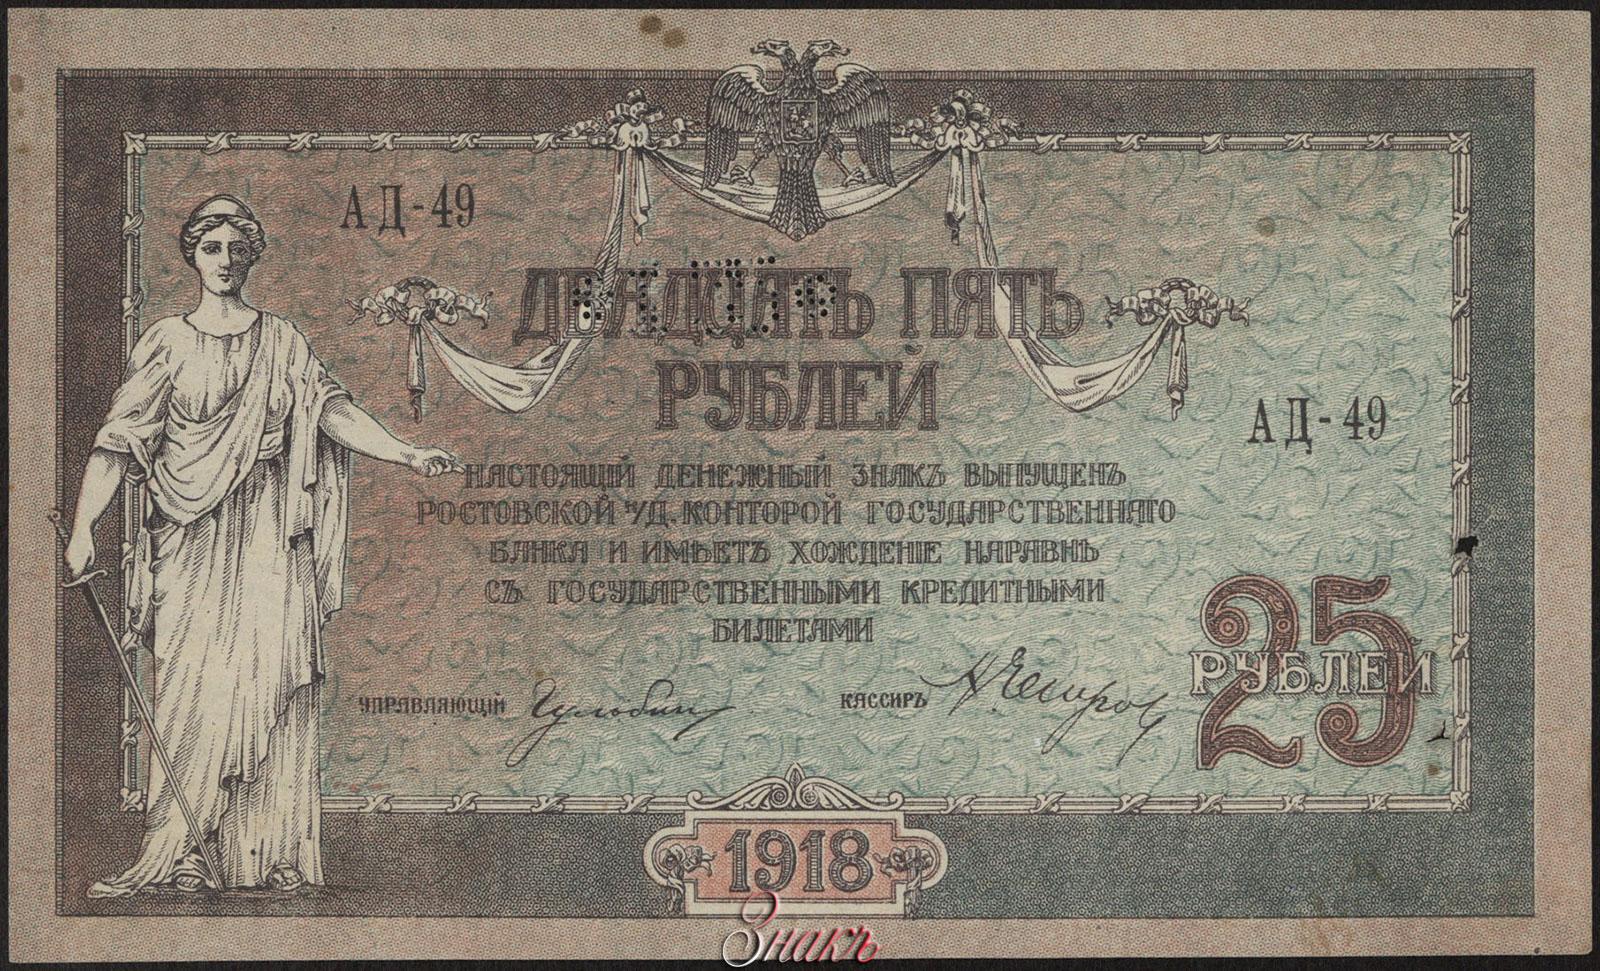 АД-49
ДВАДЦАТЬ ПЯТЬ
РУБЛЕЙ
АД-49
НАСТОЯЩІЙ ДЕНЕЖНЫЙ ЗНАКЪ ВЫПУЩЕНЪ
РОСТОВСКОЙ Н/Д. КОНТОРОЙ ГОСУДАРСТВЕННАГО
БАНКА И ИМѢЕТЪ ХОЖДЕНІЕ НАРАВНѢ
СЪ ГОСУДАРСТВЕННЫМИ КРЕДИТНЫМИ
БИЛЕТАМИ
25
РУБЛЕЙ
УПРАВЛЯЮЩІЙ
КАССИРЪ
1918
Знакъ